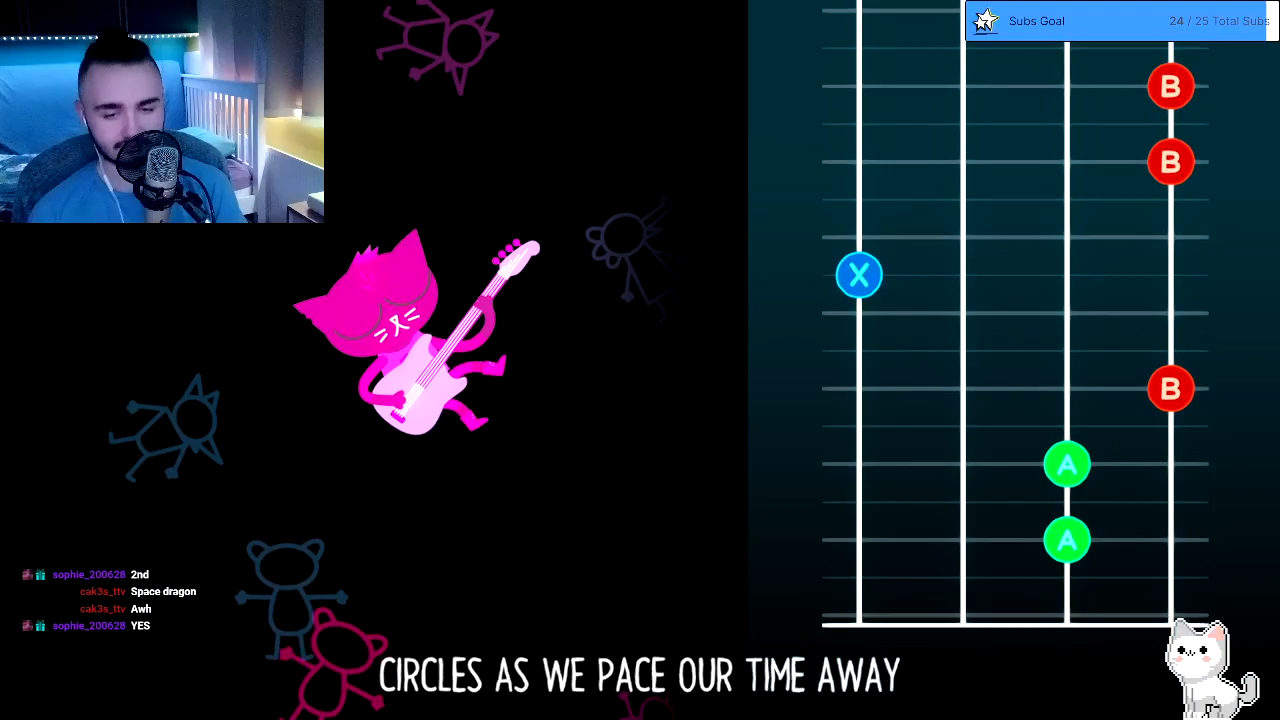 Subs Goal
24 / 25 Total Subs
B
B
X
B
A
A
sophie_200628 2nd
cak3s_ttv Space dragon
cak3s_ttv Awh
sophie_200628 YES
CIRCLES AS WE PACE OUR TIME AWAY